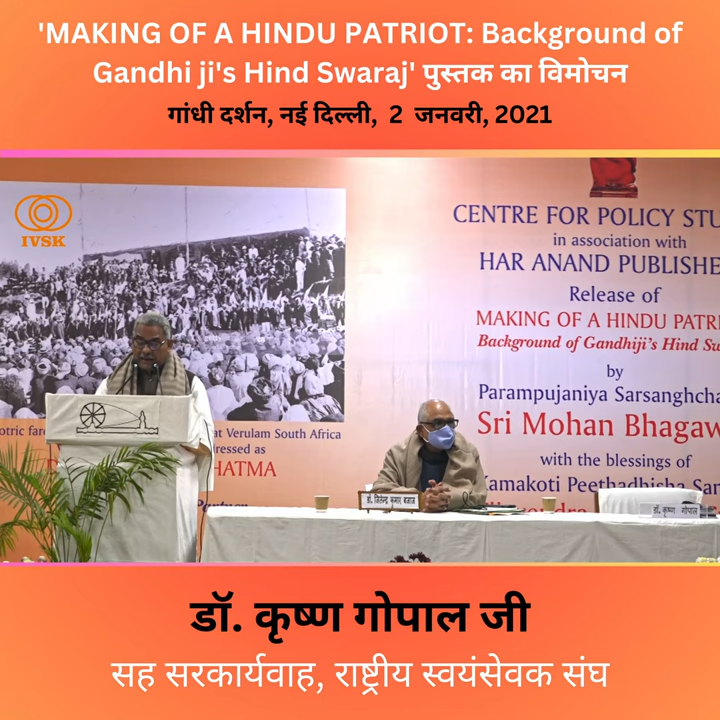 'MAKING OF A HINDU PATRIOT: Background of
Gandhi ji's Hind Swaraj' पुस्तक का विमोचन
गांधी दर्शन, नई दिल्ली, 2 जनवरी, 2021
IVSK
CENTRE FOR POLICY STU
in association with
HAR ANAND PUBLISHE
Release of
MAKING OF A HINDU PATRI
Background of Gandhiji's Hind Sw
by
Parampujaniya Sarsanghcha
Sri Mohan Bhagaw
with the blessings of
Kamakoti Peethadhisha San
at Verulam South Africa
ressed as
HATMA
डॉ. जितेन्द्र कुमार बजाज
डॉ. कृष्ण गोपाल
डॉ. कृष्ण गोपाल जी
सह सरकार्यवाह, राष्ट्रीय स्वयंसेवक संघ